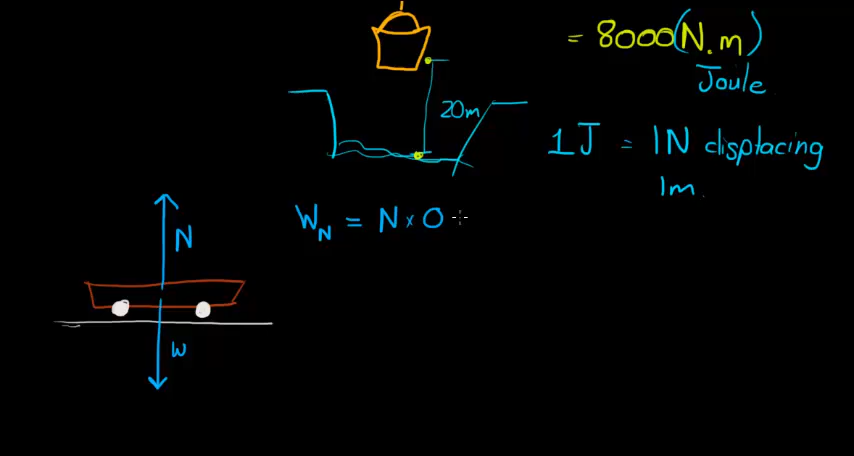 = 8000(N.m)
Joule
20m
1J = 1N displacing
1m.
W_N = N × 0
N
W